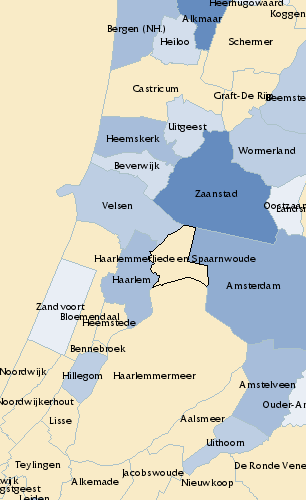 Heerhugowaard
Alkmaar
Koggen
Bergen (NH.)
Heiloo
Schermer
Castricum
Graft-De Rijp
Beemste
Uitgeest
Heemskerk
Wormerland
Beverwijk
Zaanstad
Velsen
Oostzaan
Landsm
Haarlemmerliede en Spaarnwoude
Haarlem
Amsterdam
Zandvoort
Bloemendaal
Heemstede
Bennebroek
Noordwijk
Hillegom
Haarlemmermeer
Amstelveen
Noordwijkerhout
Ouder-Am
Lisse
Aalsmeer
Uithoorn
Teylingen
De Ronde Vene
Jacobswoude
wijk
Alkemade
Nieuwkoop
egstgeest
Leiden